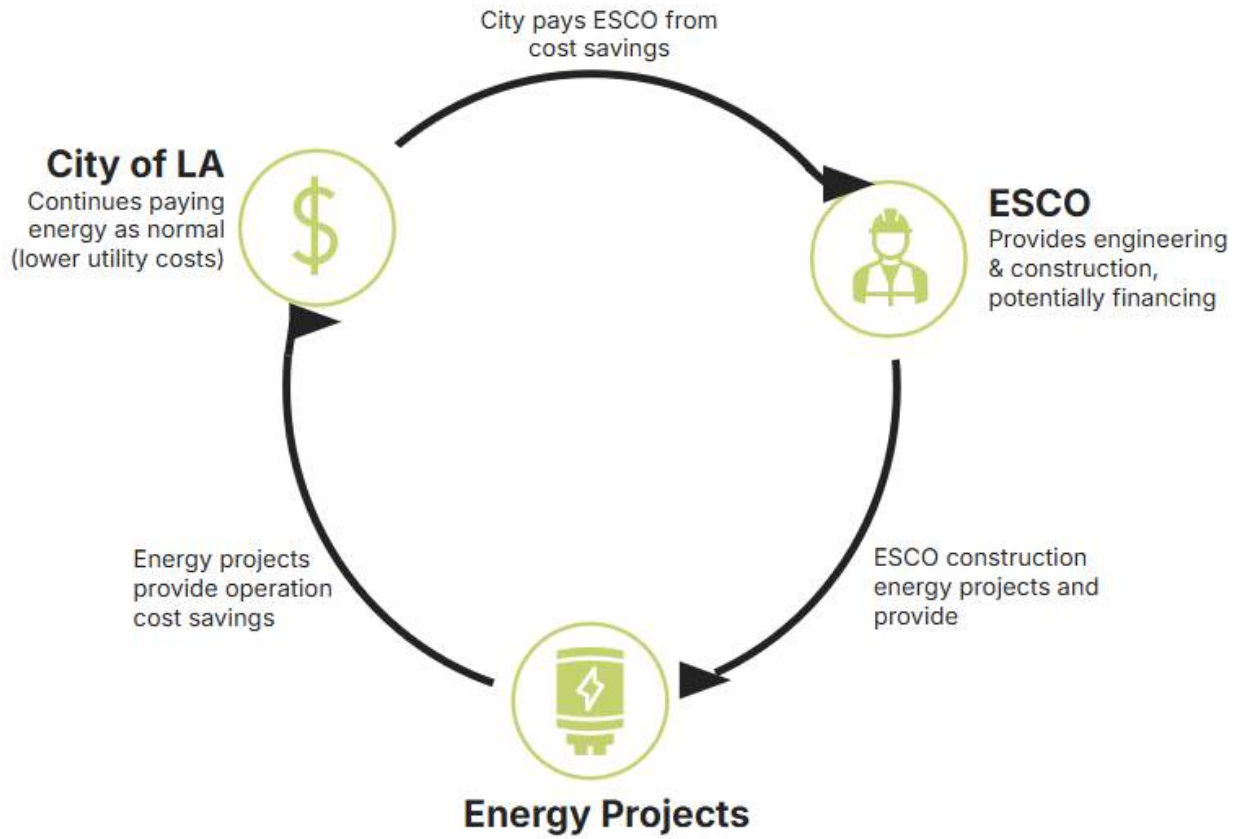 City pays ESCO from
cost savings
City of LA
Continues paying
energy as normal
(lower utility costs)
ESCO
Provides engineering
& construction,
potentially financing
Energy projects
provide operation
cost savings
ESCO construction
energy projects and
provide
Energy Projects